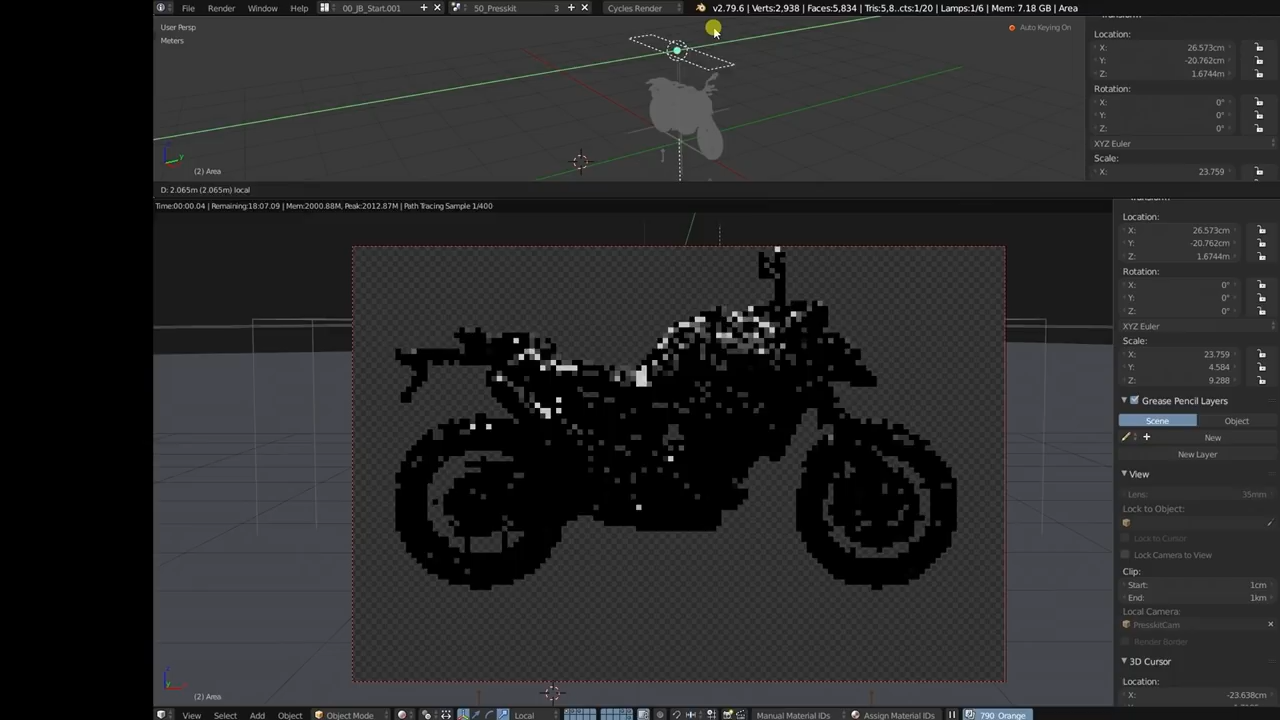 File Render Window Help 00_JB_Start.001 50_Presskit 3 Cycles Render v2.79.6 | Verts:2,938 | Faces:5,834 | Tris:5,8..cts:1/20 | Lamps:1/6 | Mem: 7.18 GB | Area
User Persp
Meters
Auto Keying On
Location:
X: 26.573cm
Y: -20.762cm
Z: 1.6744m
Rotation:
X: 0°
Y: 0°
Z: 0°
XYZ Euler
Scale:
X: 23.759
(2) Area
D: 2.065m (2.065m) local
Time:00:00.04 | Remaining:18:07.09 | Mem:2000.88M, Peak:2012.87M | Path Tracing Sample 1/400
Location:
X: 26.573cm
Y: -20.762cm
Z: 1.6744m
Rotation:
X: 0°
Y: 0°
Z: 0°
XYZ Euler
Scale:
X: 23.759
Y: 4.584
Z: 9.288
Grease Pencil Layers
Scene Object
New
New Layer
View
Lens: 35mm
Lock to Object:
Lock to Cursor
Lock Camera to View
Clip:
Start: 1cm
End: 1km
Local Camera:
PresskitCam
Render Border
3D Cursor
Location:
X: -23.638cm
(2) Area
View Select Add Object Object Mode Local Manual Material IDs Assign Material IDs 790 Orange